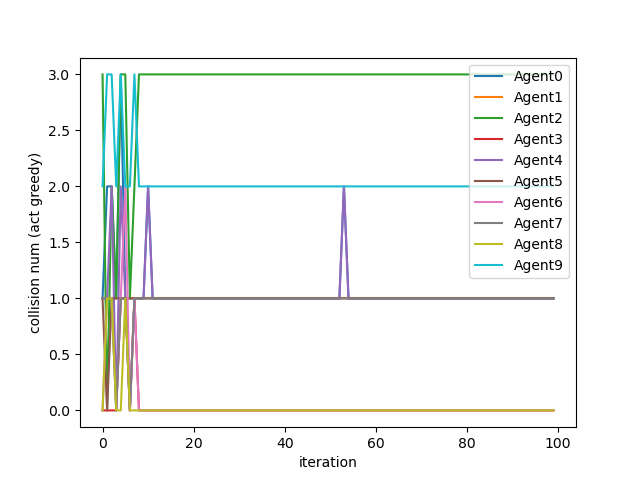 3.0
2.5
2.0
1.5
1.0
0.5
0.0
collision num (act greedy)
0
20
40
60
80
100
iteration
Agent0
Agent1
Agent2
Agent3
Agent4
Agent5
Agent6
Agent7
Agent8
Agent9